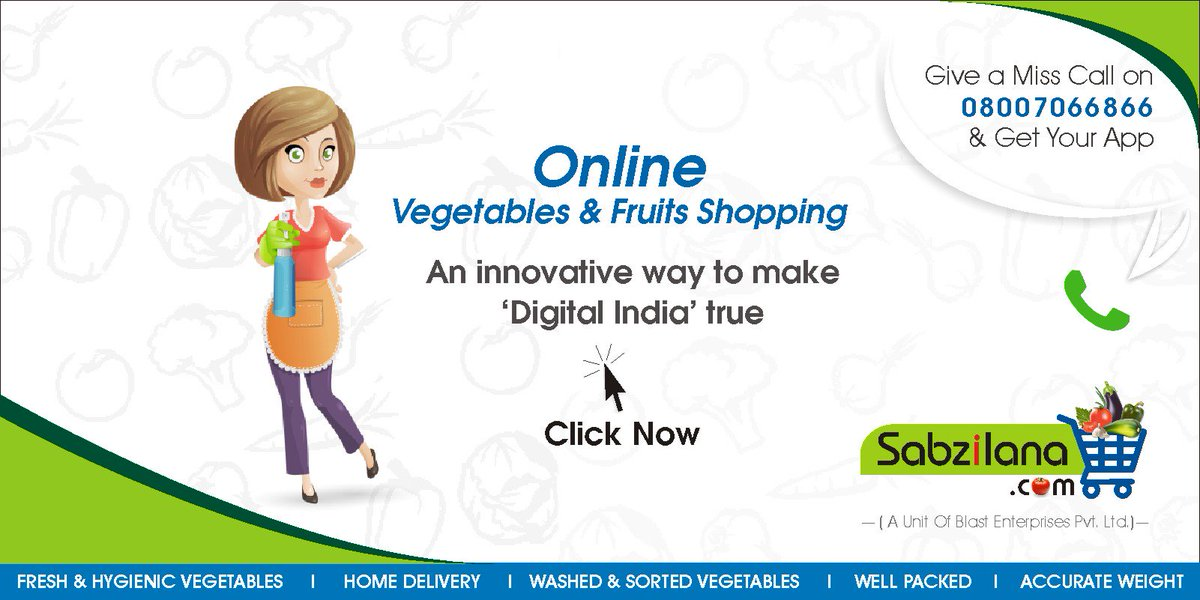 Give a Miss Call on
08007066866
& Get Your App
Online
Vegetables & Fruits Shopping
An innovative way to make
‘Digital India’ true
Click Now
Sabzilana
.com
— ( A Unit Of Blast Enterprises Pvt. Ltd.)—
FRESH & HYGIENIC VEGETABLES | HOME DELIVERY | WASHED & SORTED VEGETABLES | WELL PACKED | ACCURATE WEIGHT